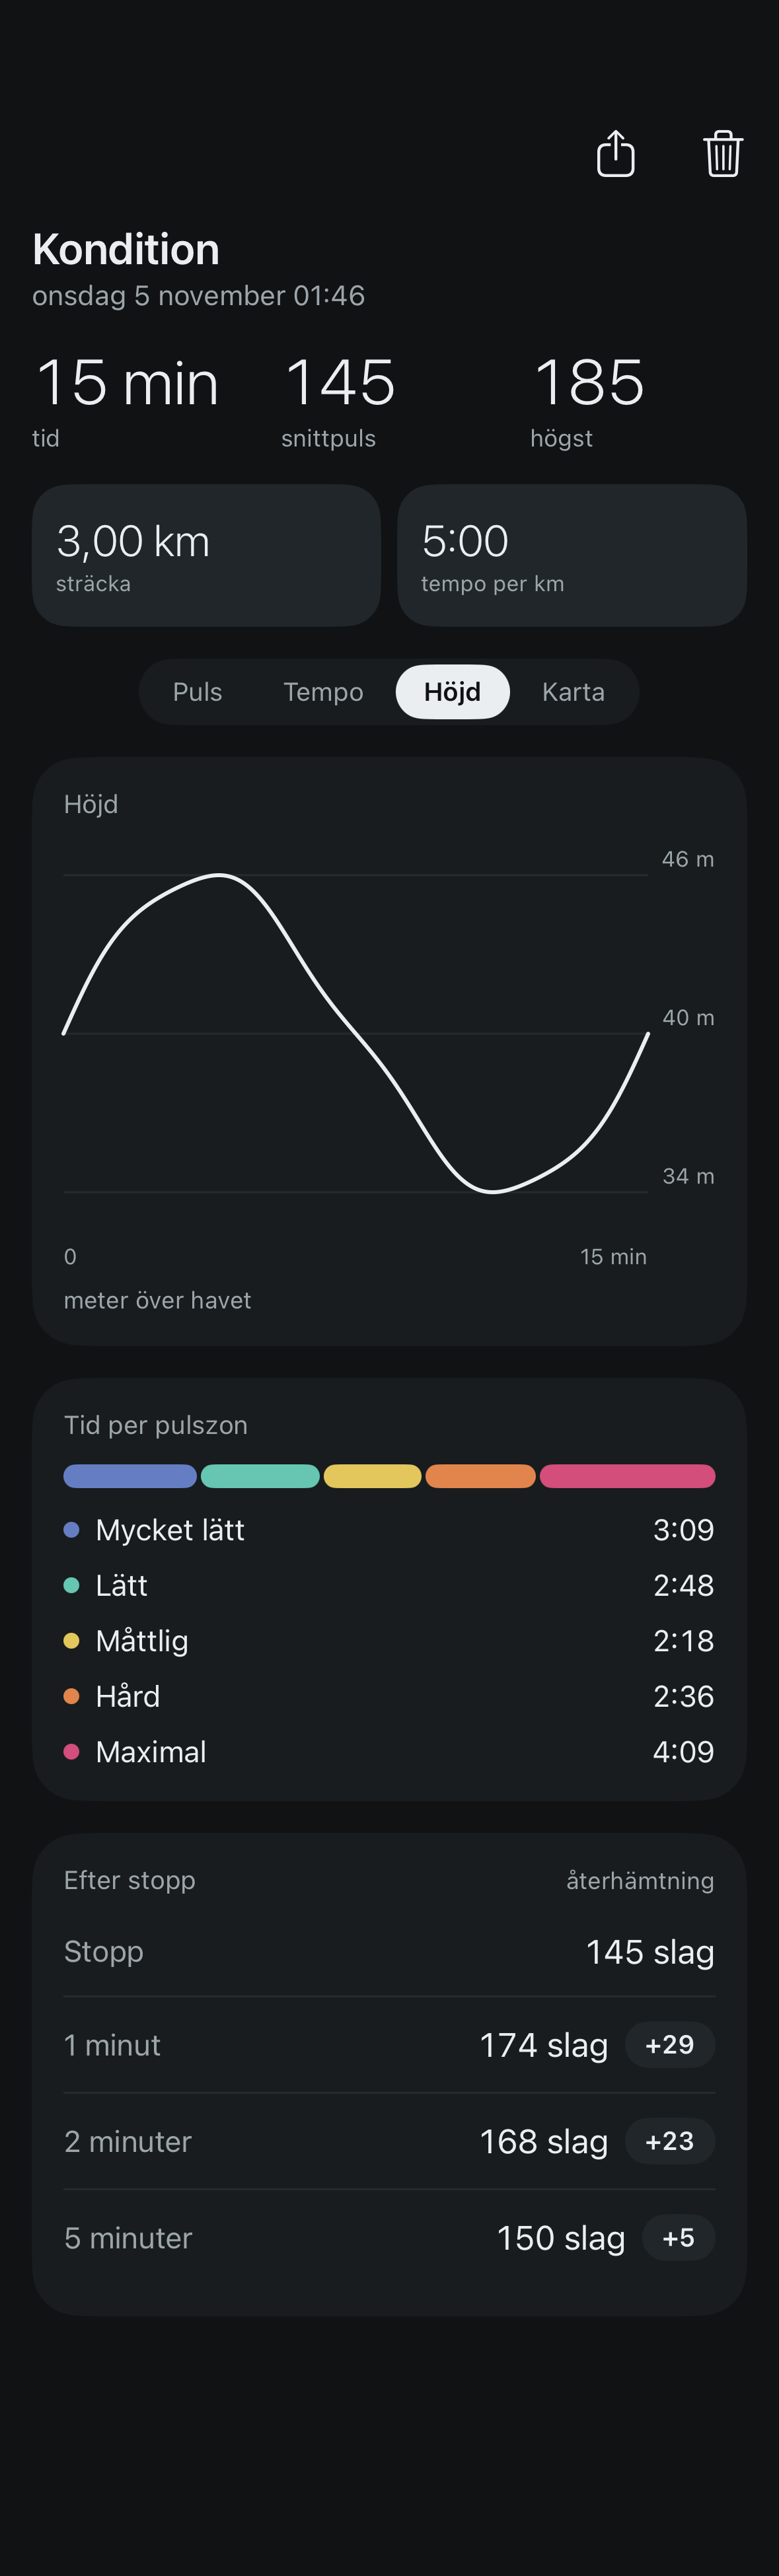 Kondition
onsdag 5 november 01:46
15 min 145 185
tid snittpuls högst
3,00 km 5:00
sträcka tempo per km
Puls Tempo Höjd Karta
Höjd
46 m
40 m
34 m
0 15 min
meter över havet
Tid per pulszon
Mycket lätt 3:09
Lätt 2:48
Måttlig 2:18
Hård 2:36
Maximal 4:09
Efter stopp återhämtning
Stopp 145 slag
1 minut 174 slag +29
2 minuter 168 slag +23
5 minuter 150 slag +5